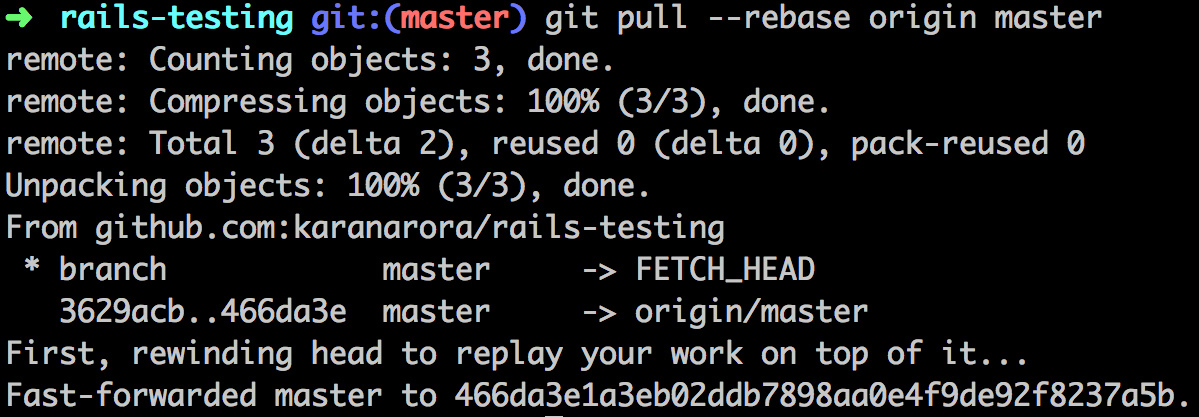 ➜  rails-testing git:(master) git pull --rebase origin master
remote: Counting objects: 3, done.
remote: Compressing objects: 100% (3/3), done.
remote: Total 3 (delta 2), reused 0 (delta 0), pack-reused 0
Unpacking objects: 100% (3/3), done.
From github.com:karanarora/rails-testing
 * branch            master     -> FETCH_HEAD
   3629acb..466da3e  master     -> origin/master
First, rewinding head to replay your work on top of it...
Fast-forwarded master to 466da3e1a3eb02ddb7898aa0e4f9de92f8237a5b.